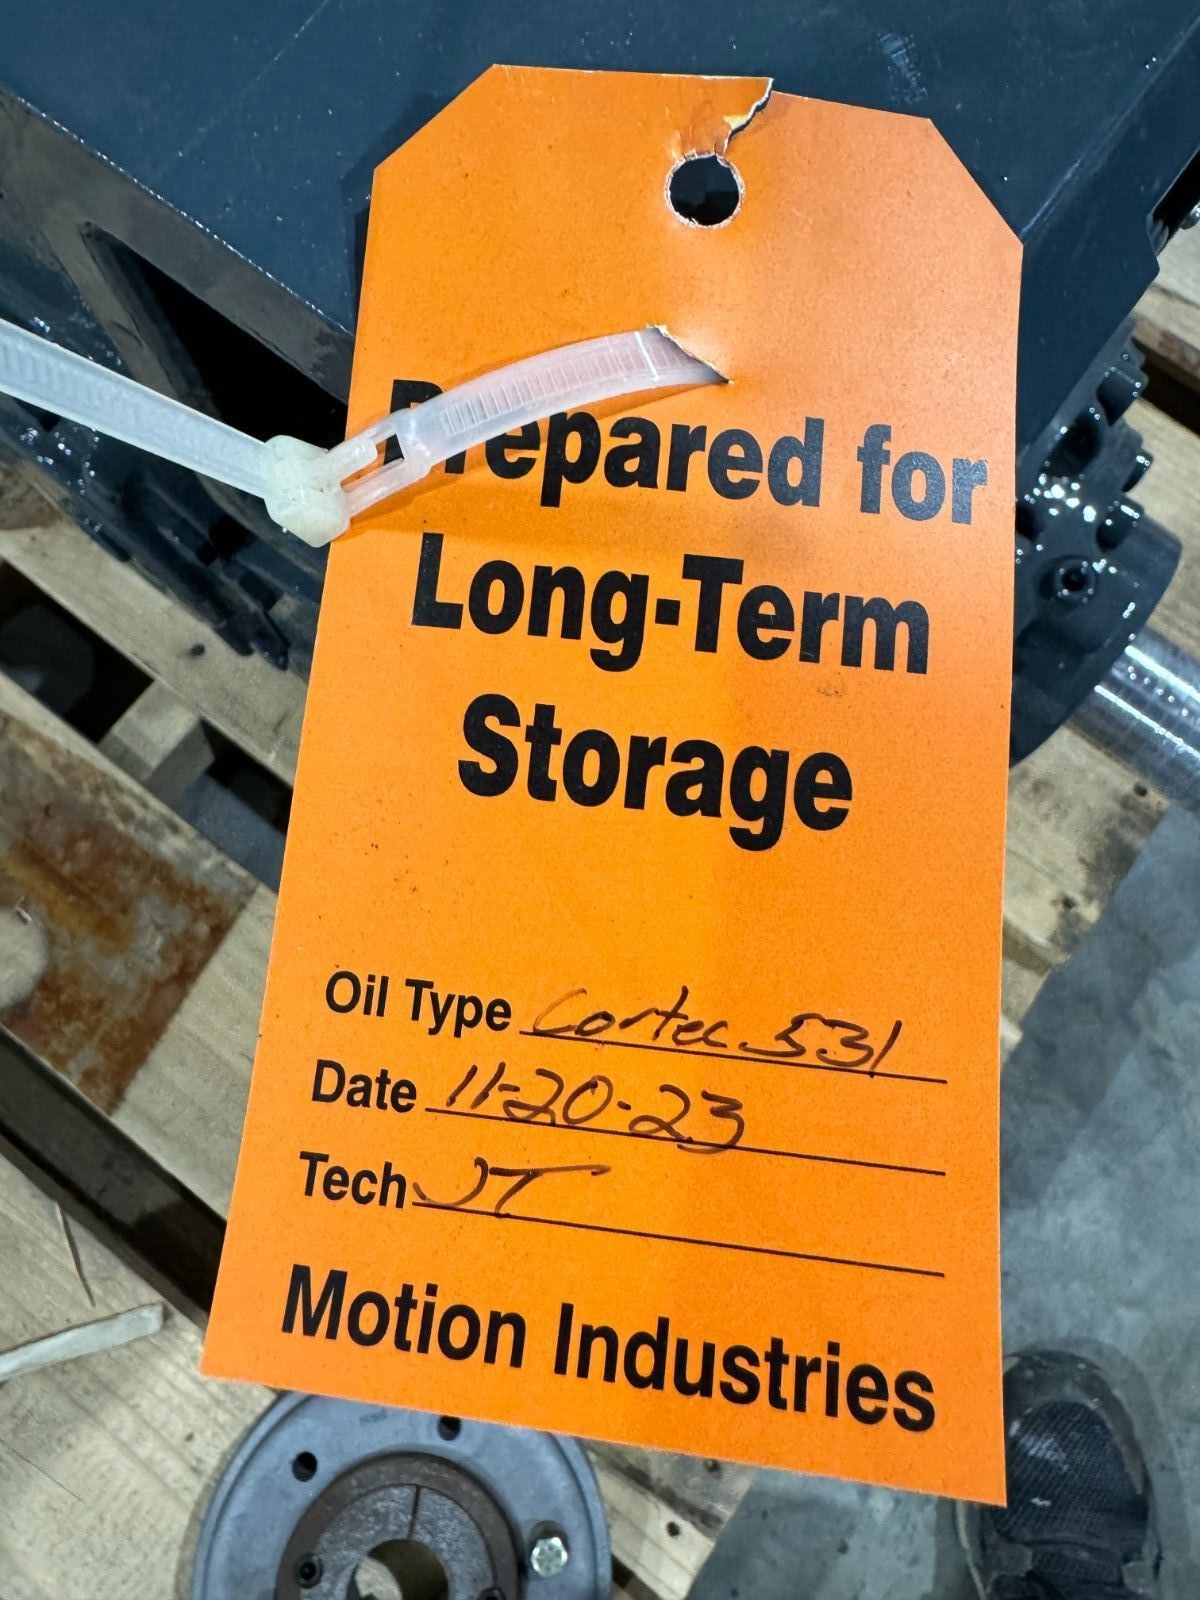 Prepared for
Long-Term
Storage
Oil Type Cortec 531
Date 11-20-23
Tech JT
Motion Industries